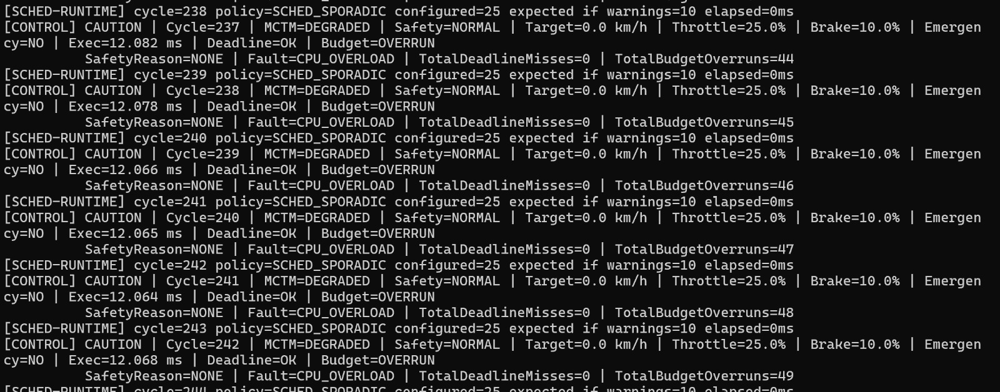 [SCHED-RUNTIME] cycle=238 policy=SCHED_SPORADIC configured=25 expected if warnings=10 elapsed=0ms
[CONTROL] CAUTION | Cycle=237 | MCTM=DEGRADED | Safety=NORMAL | Target=0.0 km/h | Throttle=25.0% | Brake=10.0% | Emergen
cy=NO | Exec=12.082 ms | Deadline=OK | Budget=OVERRUN
SafetyReason=NONE | Fault=CPU_OVERLOAD | TotalDeadlineMisses=0 | TotalBudgetOverruns=44
[SCHED-RUNTIME] cycle=239 policy=SCHED_SPORADIC configured=25 expected if warnings=10 elapsed=0ms
[CONTROL] CAUTION | Cycle=238 | MCTM=DEGRADED | Safety=NORMAL | Target=0.0 km/h | Throttle=25.0% | Brake=10.0% | Emergen
cy=NO | Exec=12.078 ms | Deadline=OK | Budget=OVERRUN
SafetyReason=NONE | Fault=CPU_OVERLOAD | TotalDeadlineMisses=0 | TotalBudgetOverruns=45
[SCHED-RUNTIME] cycle=240 policy=SCHED_SPORADIC configured=25 expected if warnings=10 elapsed=0ms
[CONTROL] CAUTION | Cycle=239 | MCTM=DEGRADED | Safety=NORMAL | Target=0.0 km/h | Throttle=25.0% | Brake=10.0% | Emergen
cy=NO | Exec=12.066 ms | Deadline=OK | Budget=OVERRUN
SafetyReason=NONE | Fault=CPU_OVERLOAD | TotalDeadlineMisses=0 | TotalBudgetOverruns=46
[SCHED-RUNTIME] cycle=241 policy=SCHED_SPORADIC configured=25 expected if warnings=10 elapsed=0ms
[CONTROL] CAUTION | Cycle=240 | MCTM=DEGRADED | Safety=NORMAL | Target=0.0 km/h | Throttle=25.0% | Brake=10.0% | Emergen
cy=NO | Exec=12.065 ms | Deadline=OK | Budget=OVERRUN
SafetyReason=NONE | Fault=CPU_OVERLOAD | TotalDeadlineMisses=0 | TotalBudgetOverruns=47
[SCHED-RUNTIME] cycle=242 policy=SCHED_SPORADIC configured=25 expected if warnings=10 elapsed=0ms
[CONTROL] CAUTION | Cycle=241 | MCTM=DEGRADED | Safety=NORMAL | Target=0.0 km/h | Throttle=25.0% | Brake=10.0% | Emergen
cy=NO | Exec=12.064 ms | Deadline=OK | Budget=OVERRUN
SafetyReason=NONE | Fault=CPU_OVERLOAD | TotalDeadlineMisses=0 | TotalBudgetOverruns=48
[SCHED-RUNTIME] cycle=243 policy=SCHED_SPORADIC configured=25 expected if warnings=10 elapsed=0ms
[CONTROL] CAUTION | Cycle=242 | MCTM=DEGRADED | Safety=NORMAL | Target=0.0 km/h | Throttle=25.0% | Brake=10.0% | Emergen
cy=NO | Exec=12.068 ms | Deadline=OK | Budget=OVERRUN
SafetyReason=NONE | Fault=CPU_OVERLOAD | TotalDeadlineMisses=0 | TotalBudgetOverruns=49
[SCHED-RUNTIME] cycle=244 policy=SCHED_SPORADIC configured=25 expected if warnings=10 elapsed=0ms